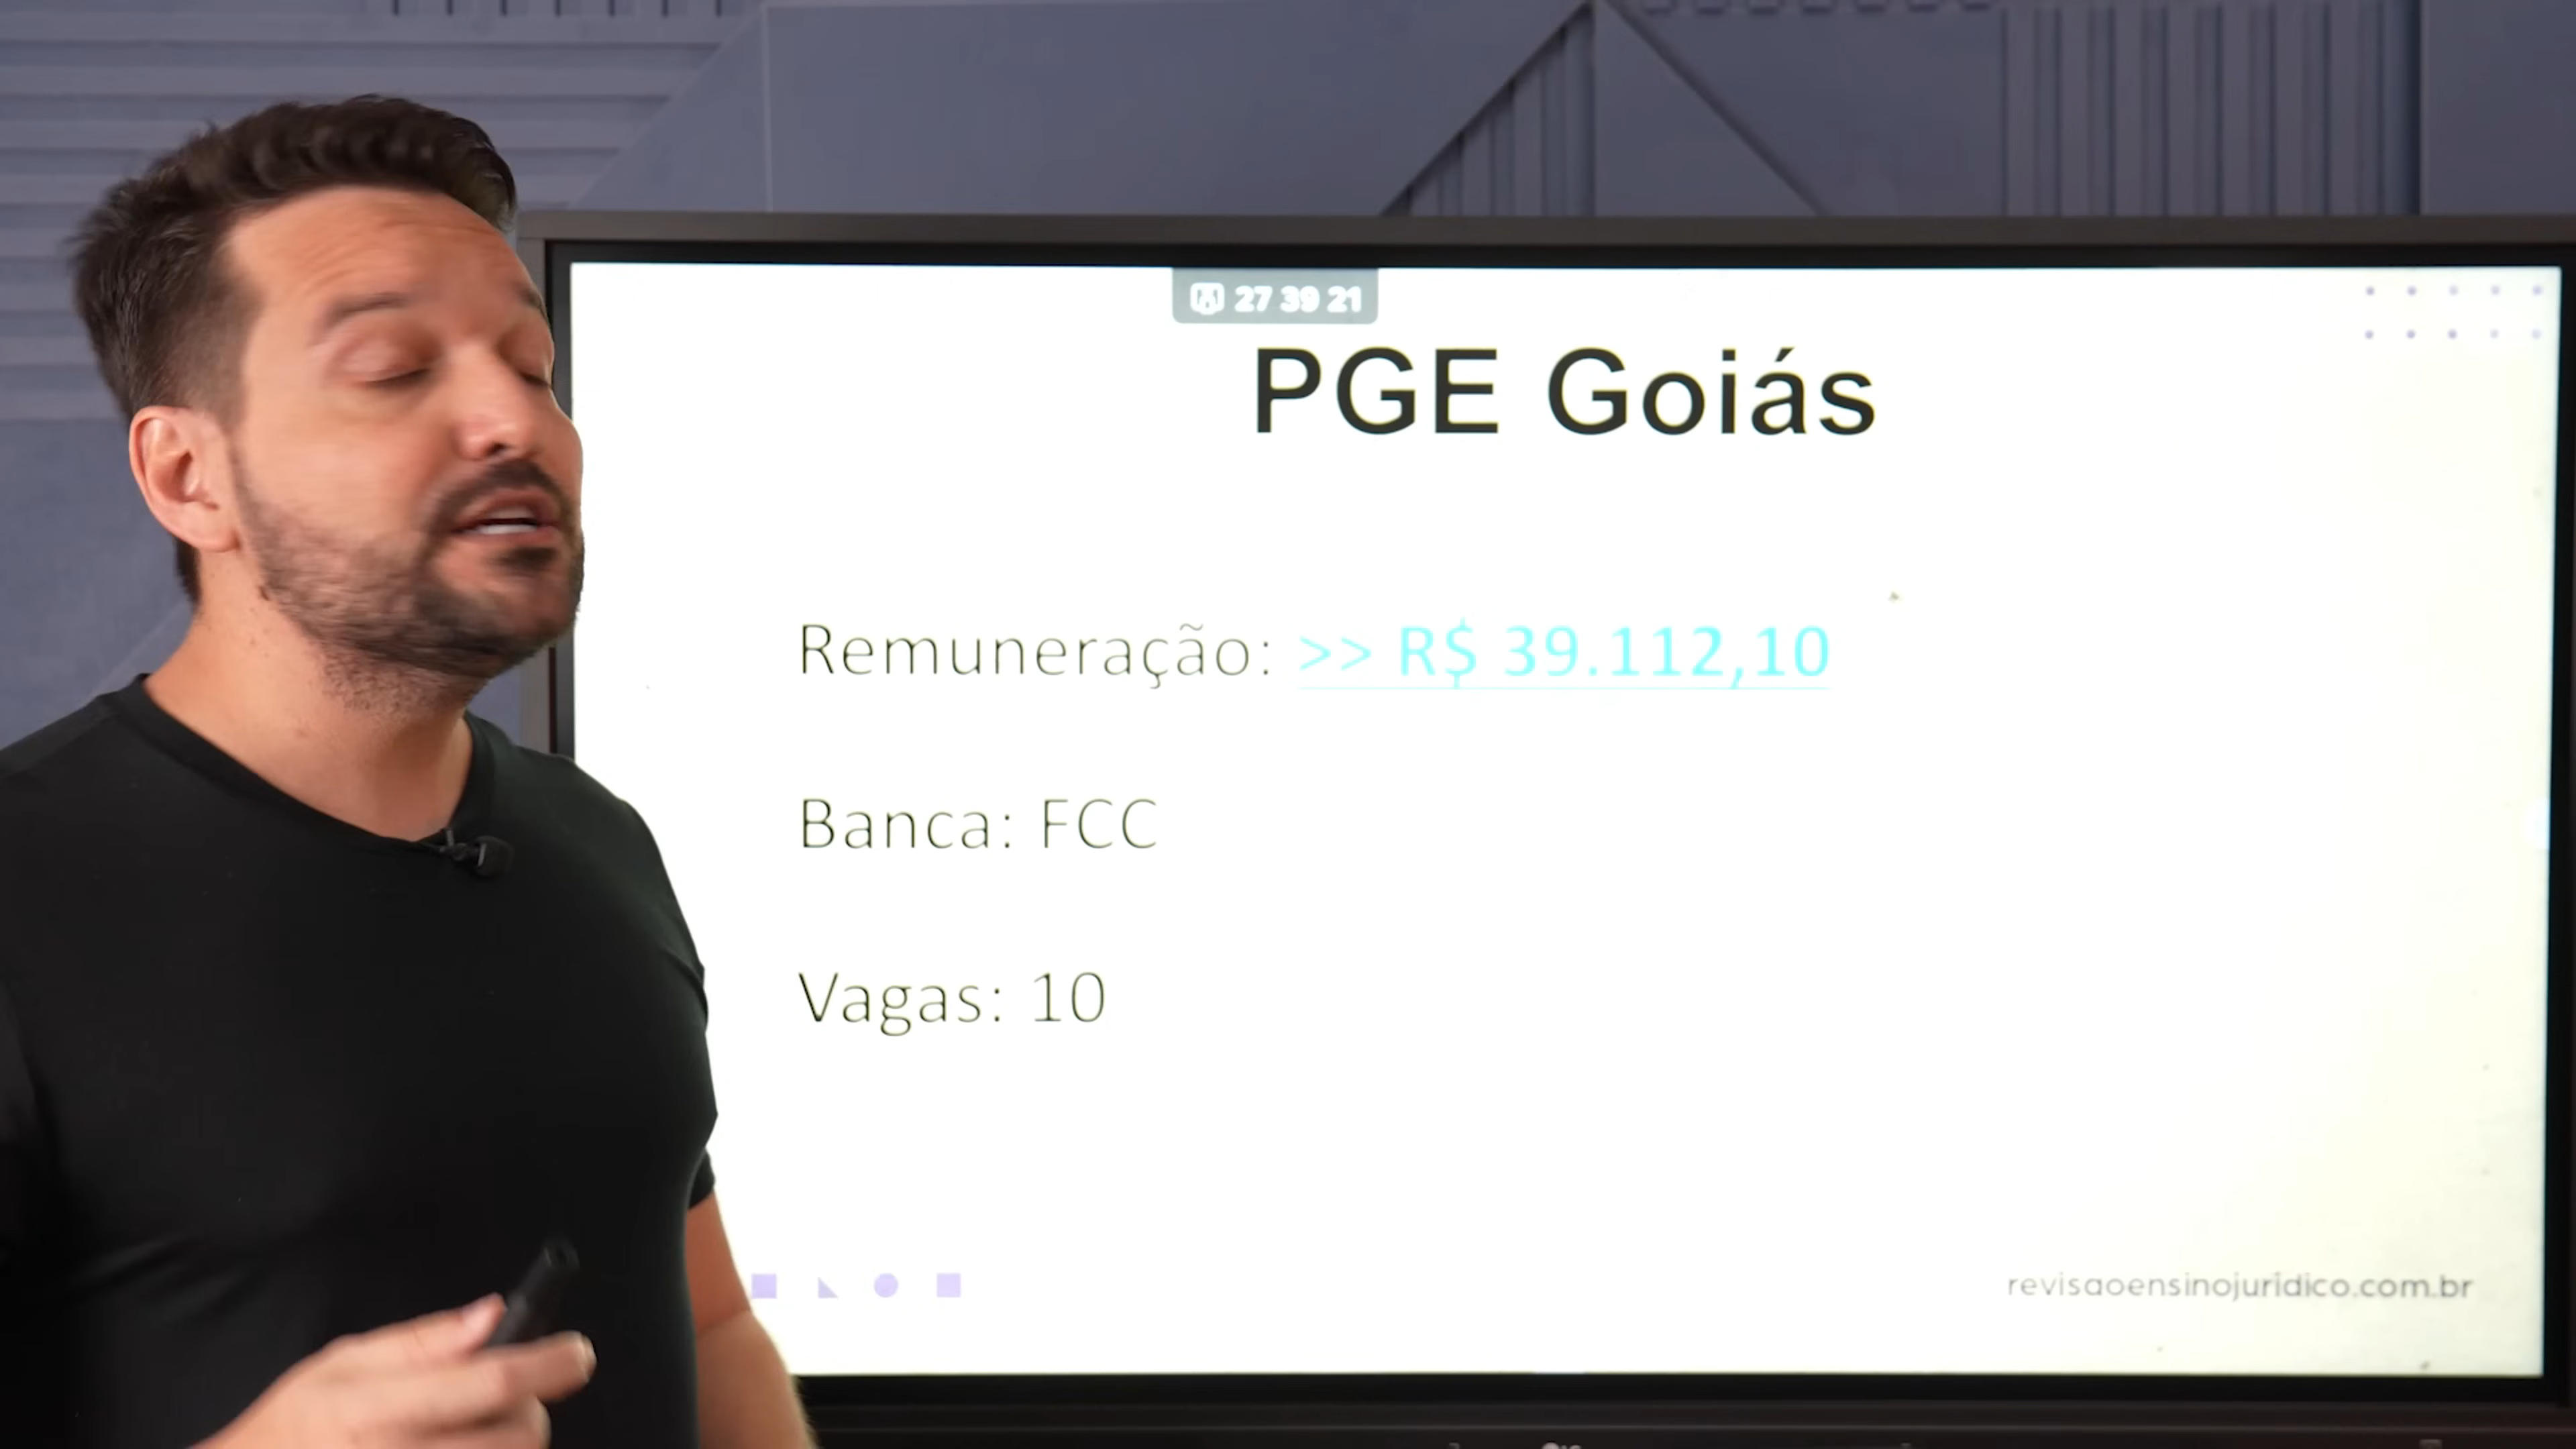 27 39 21
PGE Goiás
Remuneração: >> R$ 39.112,10
Banca: FCC
Vagas: 10
revisaoensinojuridico.com.br